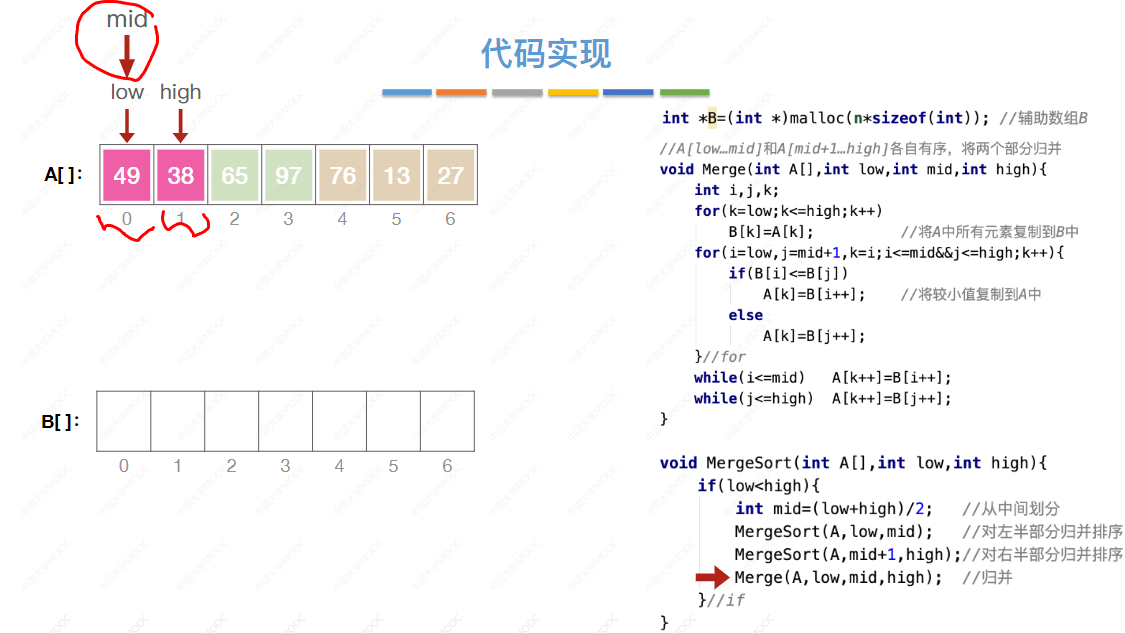 mid
代码实现
low high
A[ ]:
49 38 65 97 76 13 27
0 1 2 3 4 5 6
B[ ]:
0 1 2 3 4 5 6
int *B=(int *)malloc(n*sizeof(int)); //辅助数组B
//A[low…mid]和A[mid+1…high]各自有序，将两个部分归并
void Merge(int A[],int low,int mid,int high){
int i,j,k;
for(k=low;k<=high;k++)
B[k]=A[k]; //将A中所有元素复制到B中
for(i=low,j=mid+1,k=i;i<=mid&&j<=high;k++){
if(B[i]<=B[j])
A[k]=B[i++]; //将较小值复制到A中
else
A[k]=B[j++];
}//for
while(i<=mid) A[k++]=B[i++];
while(j<=high) A[k++]=B[j++];
}
void MergeSort(int A[],int low,int high){
if(low<high){
int mid=(low+high)/2; //从中间划分
MergeSort(A,low,mid); //对左半部分归并排序
MergeSort(A,mid+1,high);//对右半部分归并排序
Merge(A,low,mid,high); //归并
}//if
}